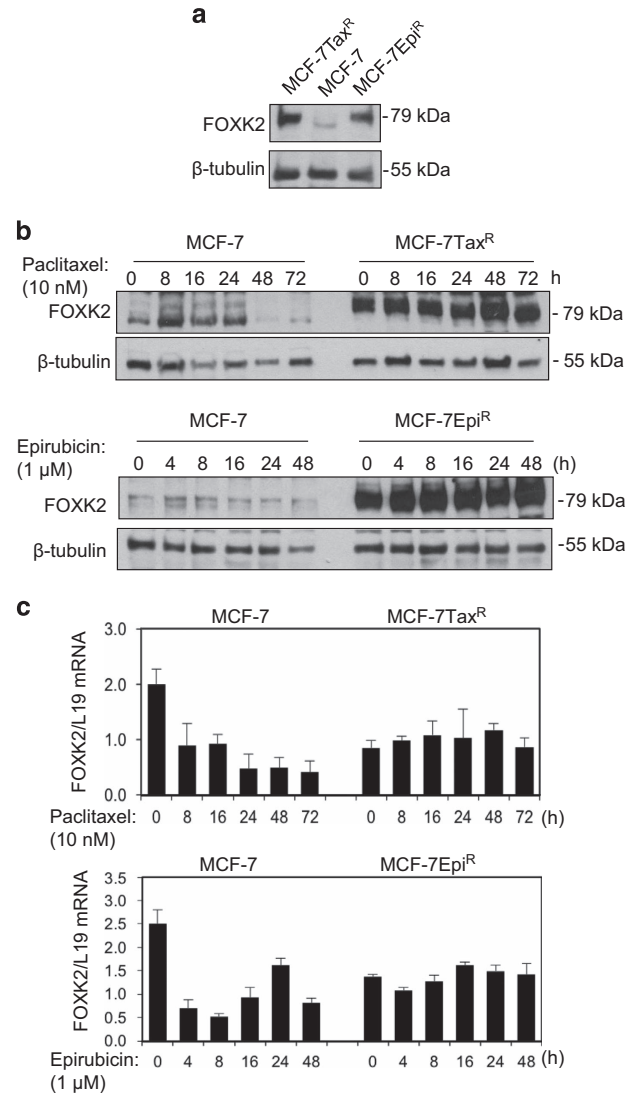 a
MCF-7Tax^R MCF-7 MCF-7Epi^R
FOXK2 -79 kDa
β-tubulin -55 kDa
b
MCF-7 MCF-7Tax^R
Paclitaxel: 0 8 16 24 48 72 0 8 16 24 48 72 h
(10 nM)
FOXK2 - 79 kDa
β-tubulin - 55 kDa
MCF-7 MCF-7Epi^R
Epirubicin: 0 4 8 16 24 48 0 4 8 16 24 48 (h)
(1 µM)
FOXK2 -79 kDa
β-tubulin -55 kDa
c
MCF-7 MCF-7Tax^R
FOXK2/L19 mRNA
3.0
2.0
1.0
0.0
Paclitaxel: 0 8 16 24 48 72 0 8 16 24 48 72 (h)
(10 nM)
MCF-7 MCF-7Epi^R
FOXK2/L19 mRNA
3.5
3.0
2.5
2.0
1.5
1.0
0.5
0.0
Epirubicin: 0 4 8 16 24 48 0 4 8 16 24 48 (h)
(1 µM)